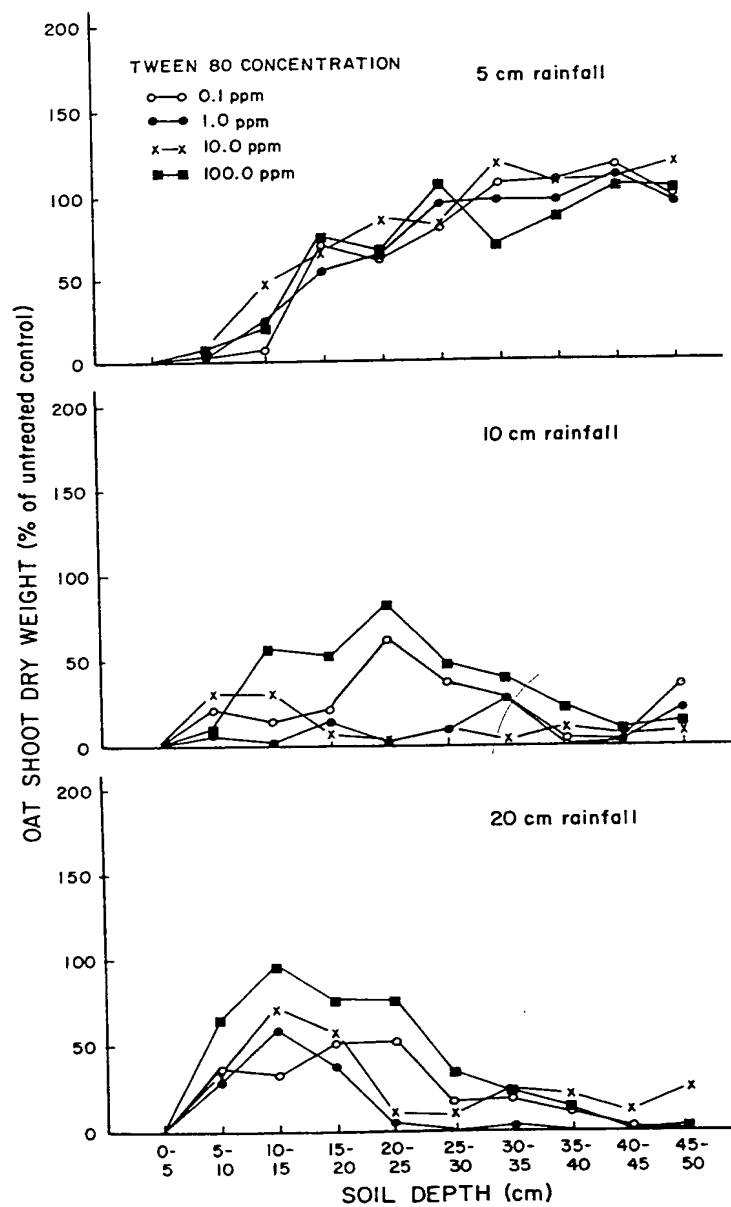 200
150
100
50
0
TWEEN 80 CONCENTRATION
0.1 ppm
1.0 ppm
10.0 ppm
100.0 ppm
5 cm rainfall
200
150
100
50
0
10 cm rainfall
200
150
100
50
0
20 cm rainfall
OAT SHOOT DRY WEIGHT (% of untreated control)
0-5
5-10
10-15
15-20
20-25
25-30
30-35
35-40
40-45
45-50
SOIL DEPTH (cm)